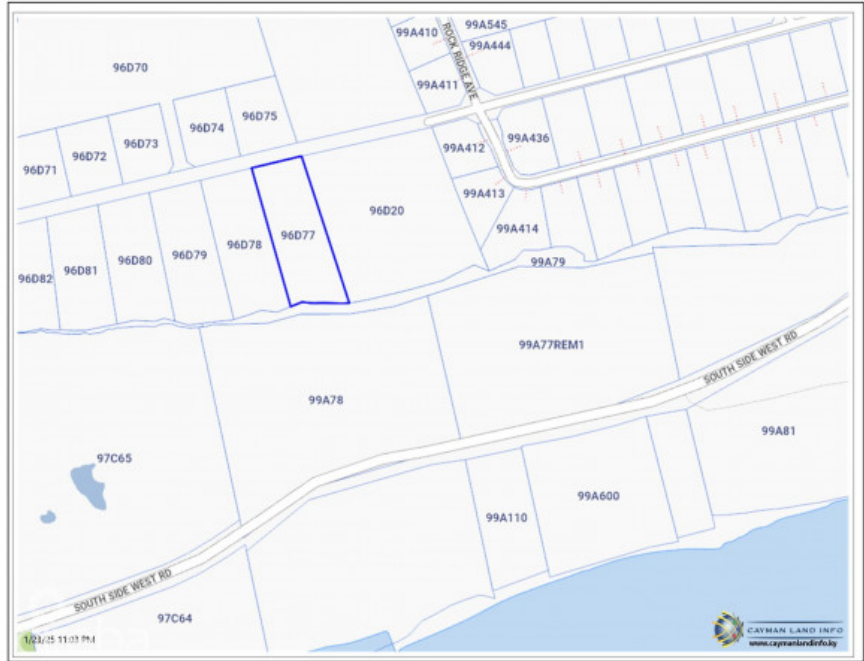 99A410
99A545
ROCK RIDGE AVE
99A444
96D70
99A411
96D75
96D74
96D73
96D72
96D71
99A412
99A436
99A413
96D20
96D77
96D78
96D79
96D80
96D81
96D82
99A414
99A79
99A77REM1
SOUTH SIDE WEST RD
99A78
99A81
97C65
99A600
99A110
SOUTH SIDE WEST RD
97C64
CAYMAN LAND INFO
www.caymanlandinfo.ky